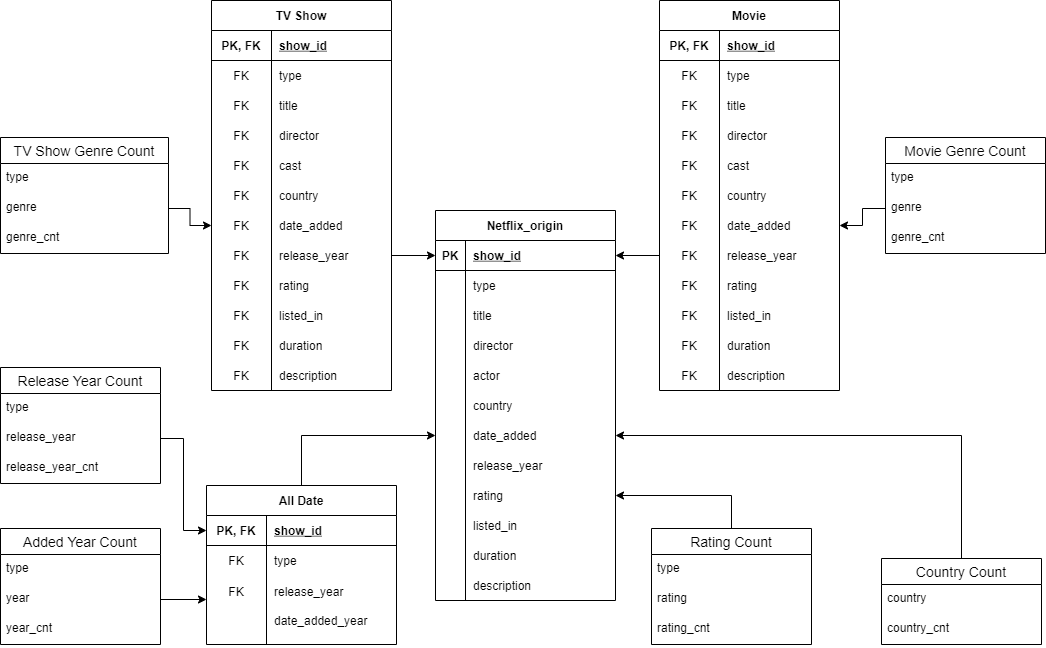 TV Show
PK, FK show_id
FK type
FK title
FK director
FK cast
FK country
FK date_added
FK release_year
FK rating
FK listed_in
FK duration
FK description
Movie
PK, FK show_id
FK type
FK title
FK director
FK cast
FK country
FK date_added
FK release_year
FK rating
FK listed_in
FK duration
FK description
TV Show Genre Count
type
genre
genre_cnt
Movie Genre Count
type
genre
genre_cnt
Netflix_origin
PK show_id
type
title
director
actor
country
date_added
release_year
rating
listed_in
duration
description
Release Year Count
type
release_year
release_year_cnt
Added Year Count
type
year
year_cnt
All Date
PK, FK show_id
FK type
FK release_year
date_added_year
Rating Count
type
rating
rating_cnt
Country Count
country
country_cnt